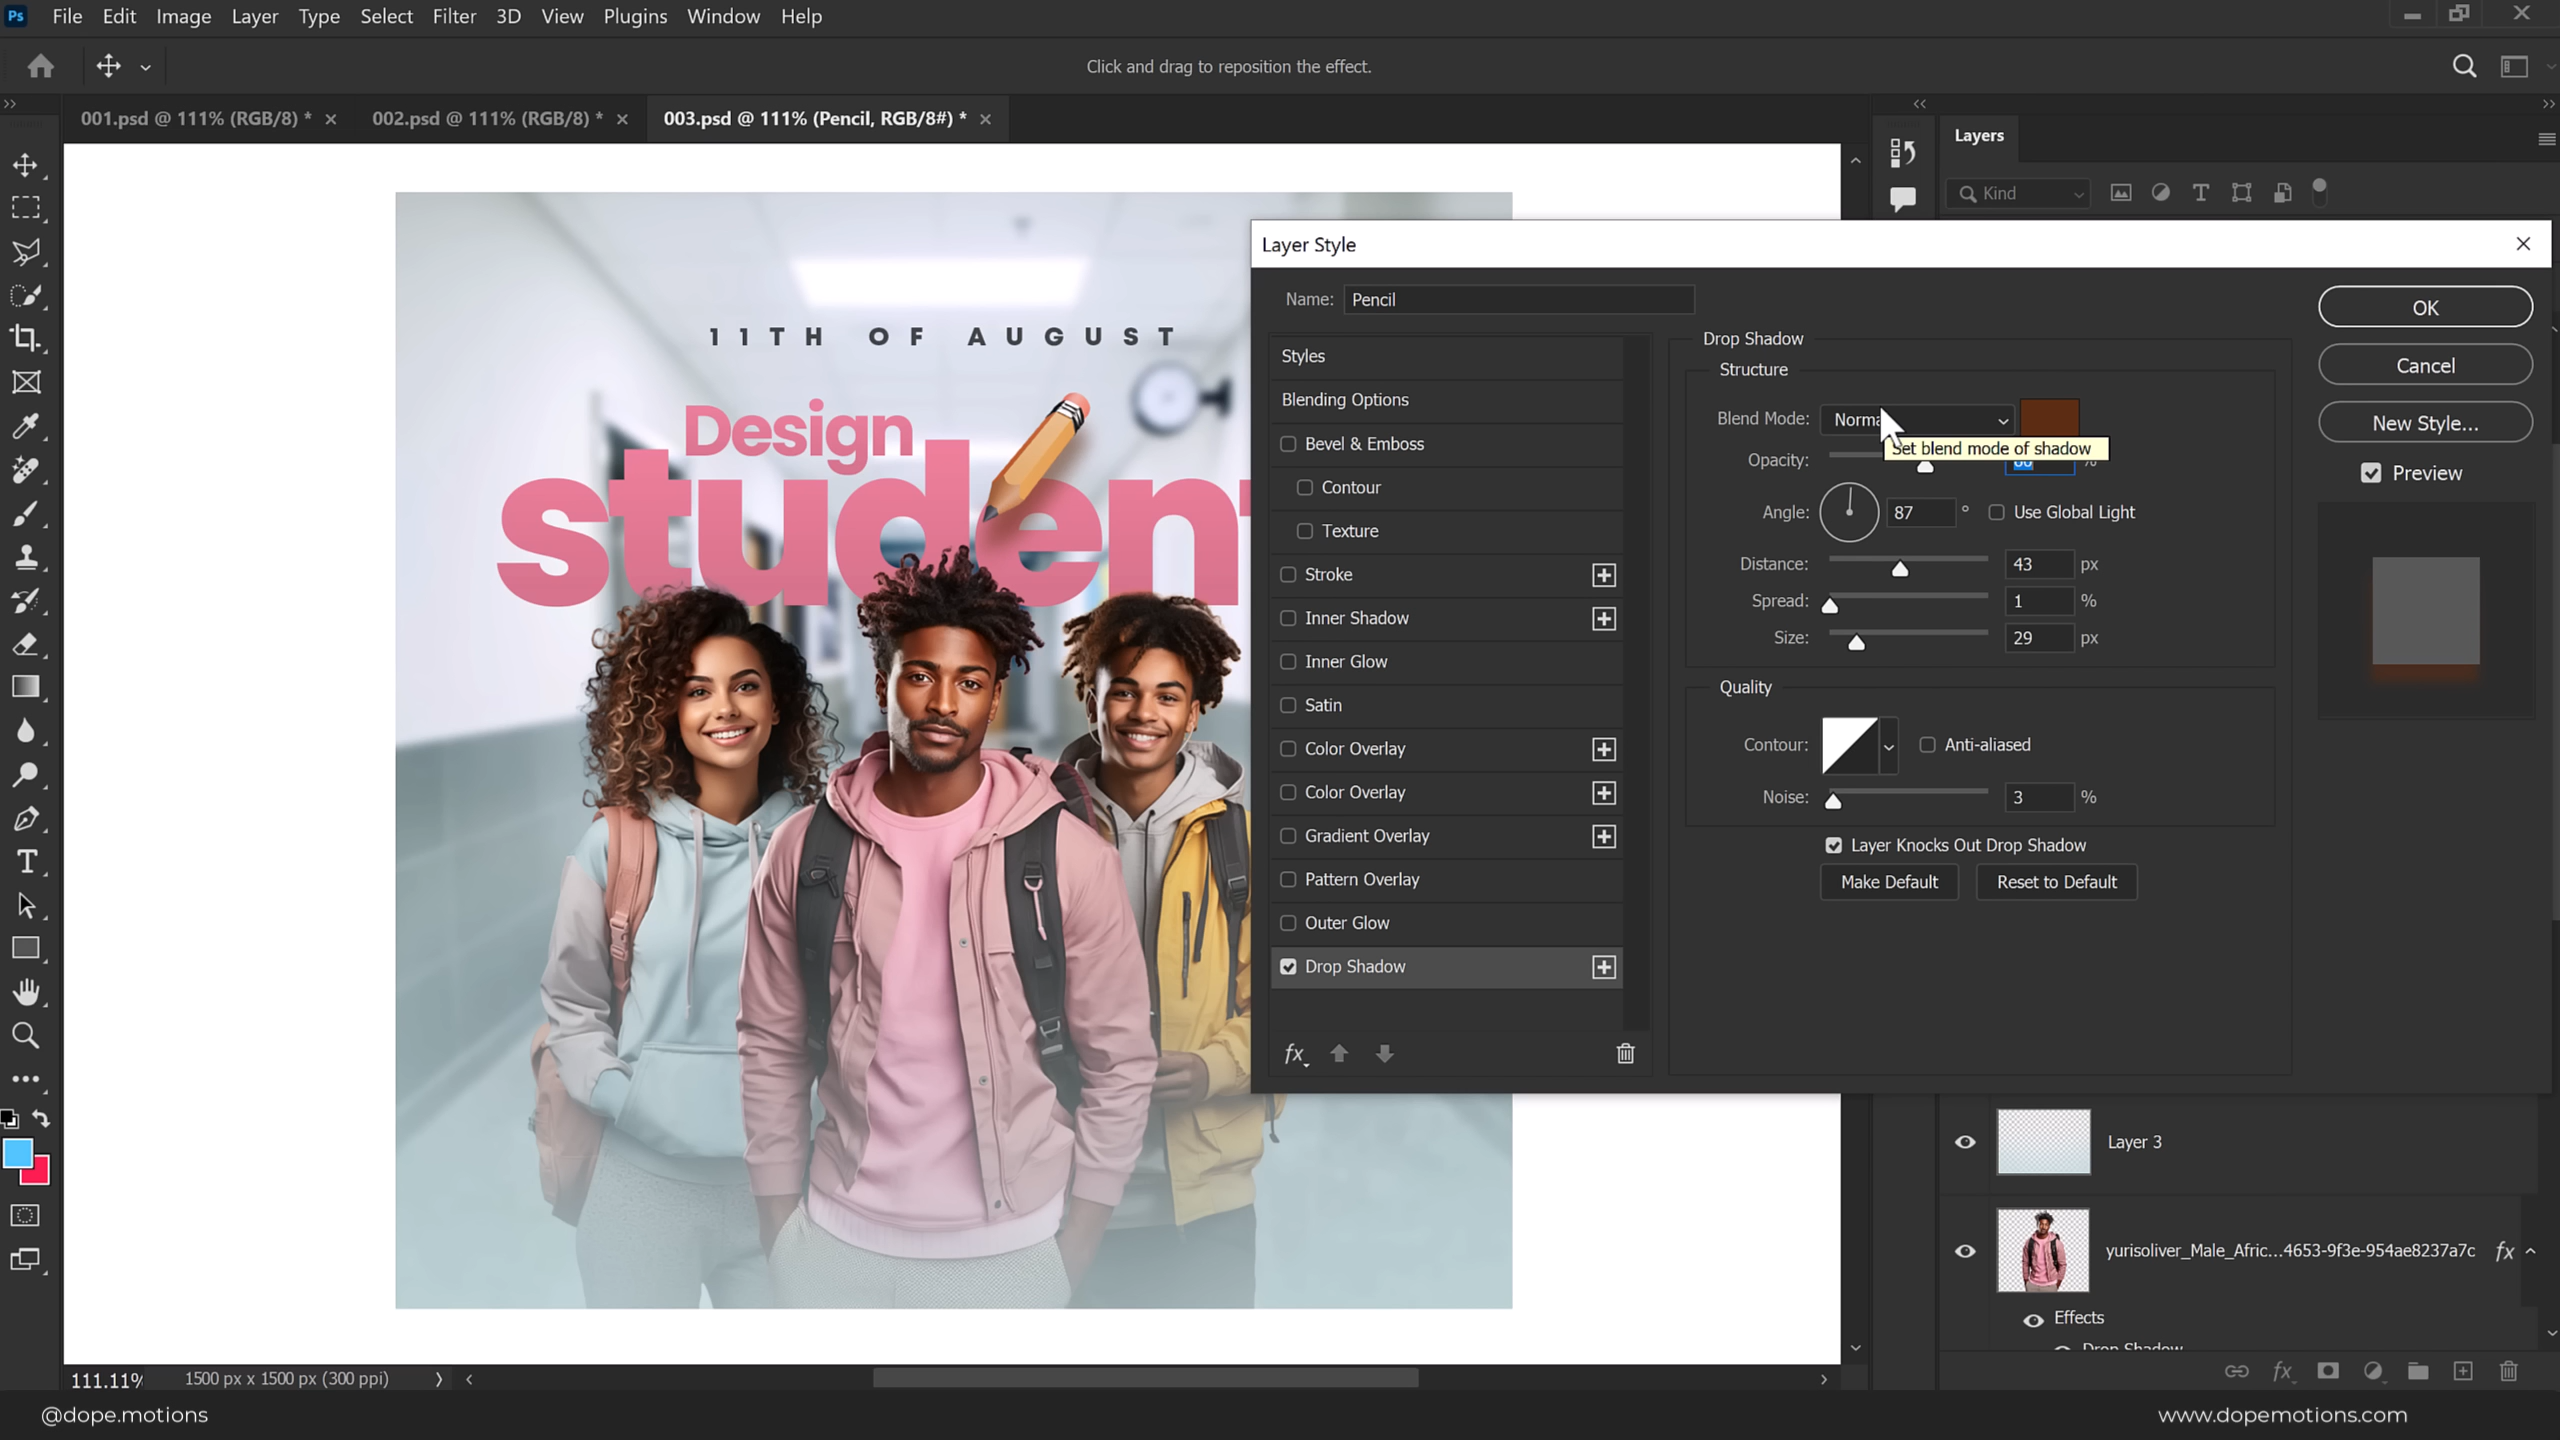 Ps File Edit Image Layer Type Select Filter 3D View Plugins Window Help
Click and drag to reposition the effect.
001.psd @ 111% (RGB/8) *
002.psd @ 111% (RGB/8) *
003.psd @ 111% (Pencil, RGB/8#) *
Layers
Kind
11TH OF AUGUST
Design
studen
Layer Style
Name: Pencil
Styles
Blending Options
Bevel & Emboss
Contour
Texture
Stroke
Inner Shadow
Inner Glow
Satin
Color Overlay
Color Overlay
Gradient Overlay
Pattern Overlay
Outer Glow
Drop Shadow
fx
Drop Shadow
Structure
Blend Mode:
Set blend mode of shadow
Opacity: %
Angle: 87 ° Use Global Light
Distance: 43 px
Spread: 1 %
Size: 29 px
Quality
Contour: Anti-aliased
Noise: 3 %
Layer Knocks Out Drop Shadow
Make Default Reset to Default
OK
Cancel
New Style...
Preview
Layer 3
yurisoliver_Male_Afric...4653-9f3e-954ae8237a7c fx
Effects
Drop Shadow
fx
111.11%
1500 px x 1500 px (300 ppi)
@dope.motions
www.dopemotions.com